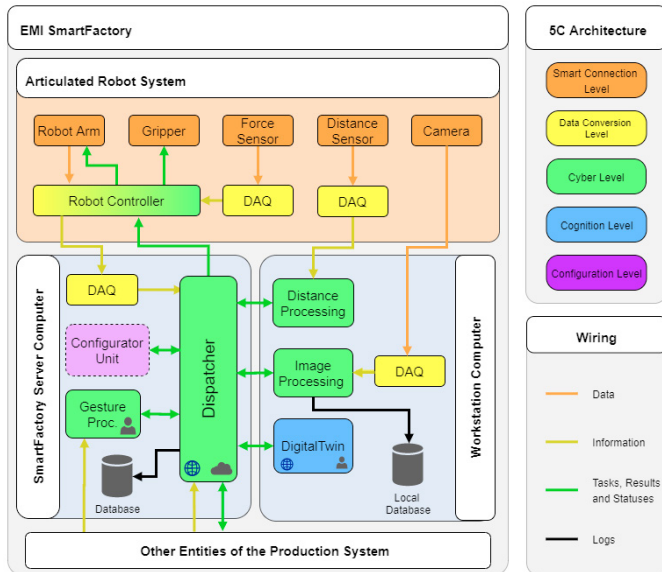 EMI SmartFactory
Articulated Robot System
Robot Arm
Gripper
Force
Sensor
Distance
Sensor
Camera
Robot Controller
DAQ
DAQ
SmartFactory Server Computer
DAQ
Configurator
Unit
Gesture
Proc.
Database
Dispatcher
Distance
Processing
Image
Processing
DAQ
DigitalTwin
Local
Database
Workstation Computer
Other Entities of the Production System
5C Architecture
Smart Connection
Level
Data Conversion
Level
Cyber Level
Cognition Level
Configuration Level
Wiring
Data
Information
Tasks, Results
and Statuses
Logs